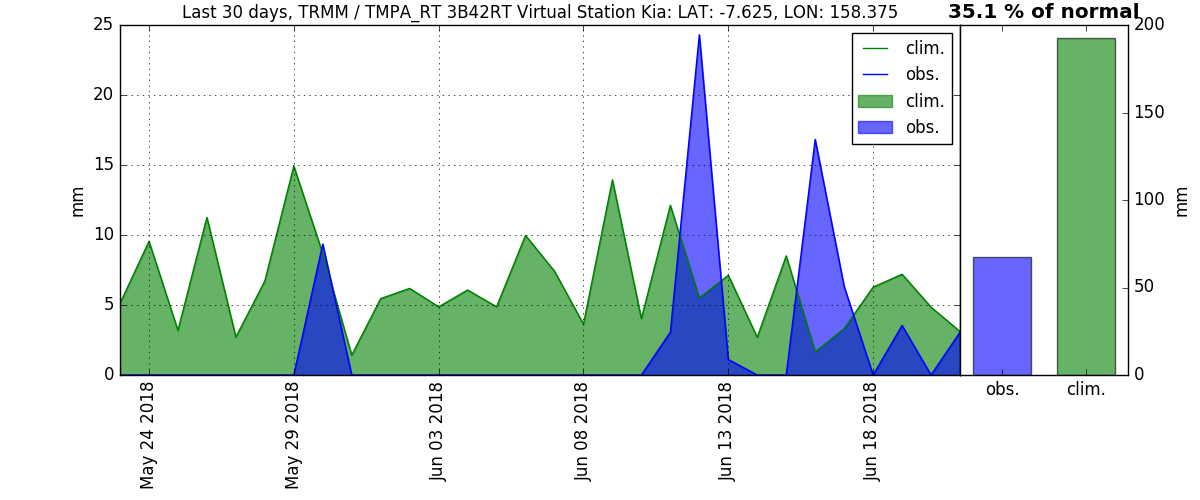 Last 30 days, TRMM / TMPA_RT 3B42RT Virtual Station Kia: LAT: -7.625, LON: 158.375
35.1 % of normal
25
20
15
10
5
0
mm
clim.
obs.
clim.
obs.
May 24 2018
May 29 2018
Jun 03 2018
Jun 08 2018
Jun 13 2018
Jun 18 2018
200
150
100
50
0
mm
obs.
clim.